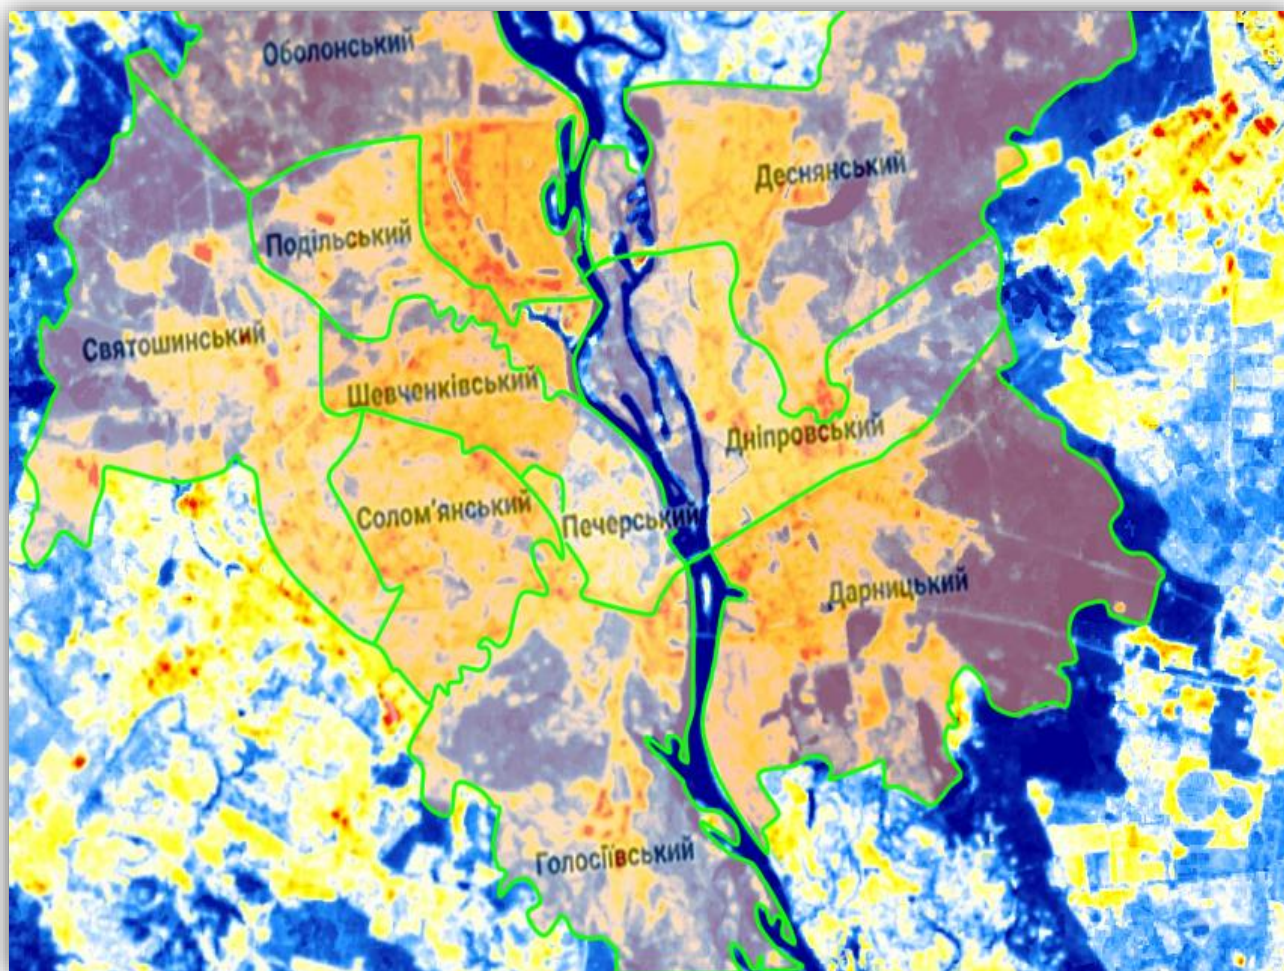 Оболонський
Деснянський
Подільський
Святошинський
Шевченківський
Дніпровський
Солом'янський
Печерський
Дарницький
Голосіївський